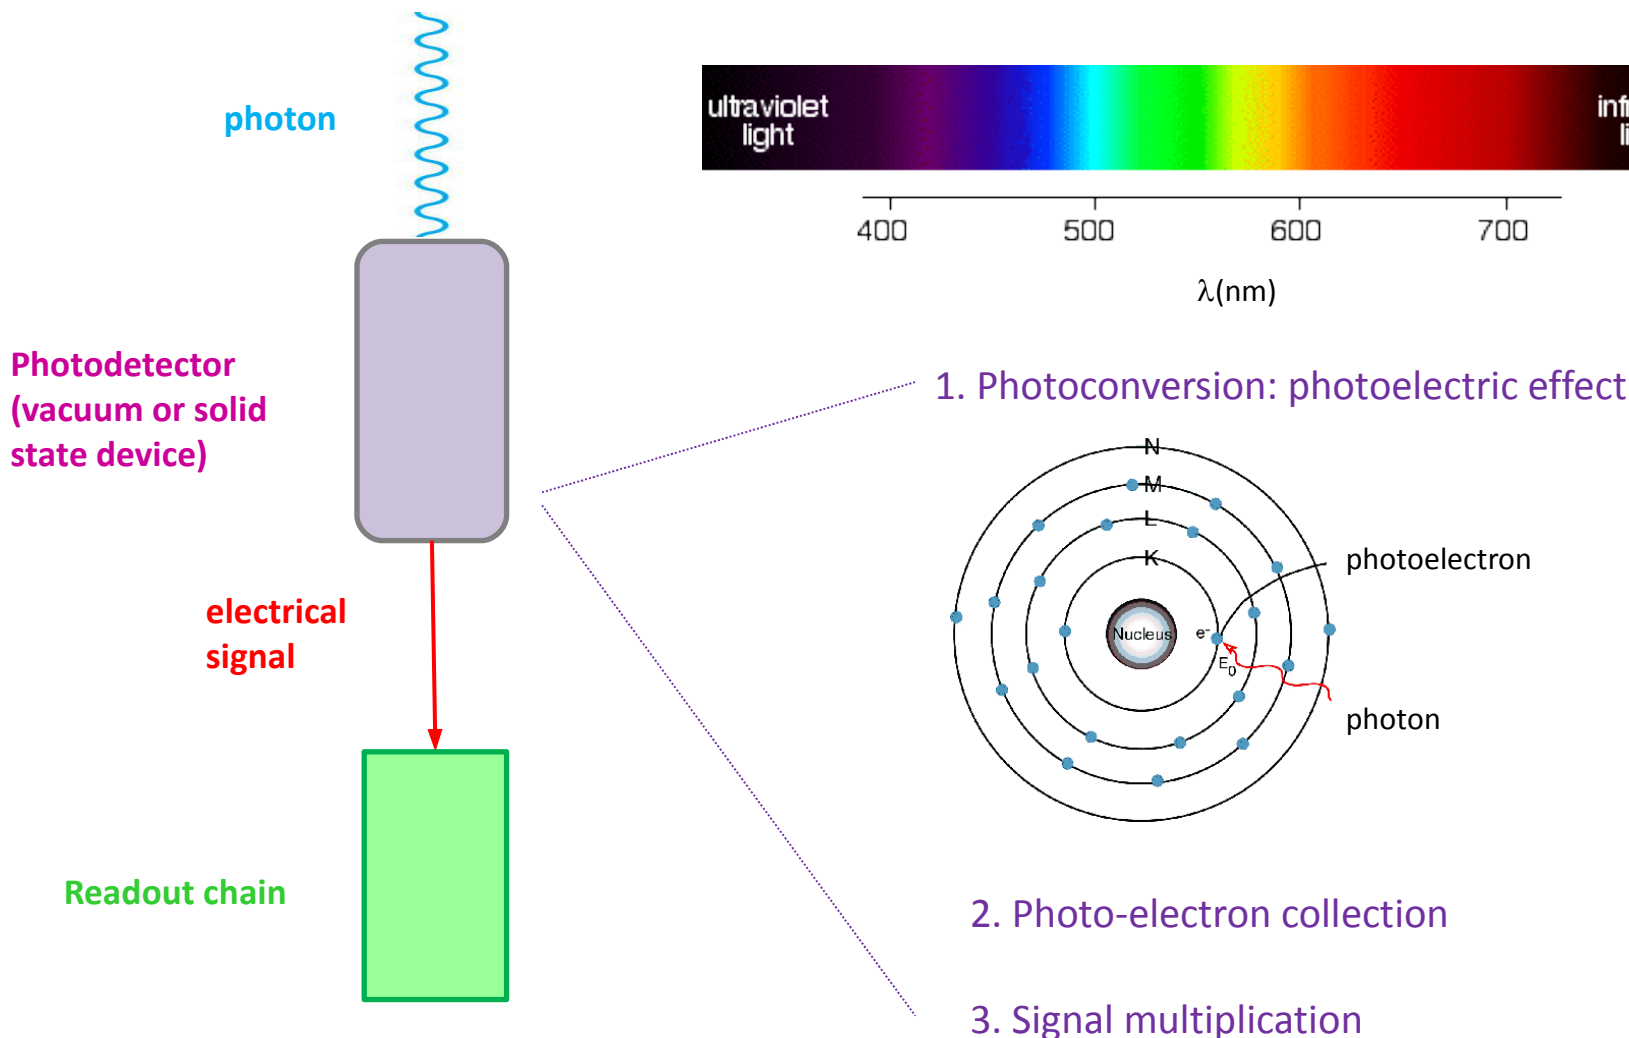 photon
ultraviolet
light
400
500
600
700
λ(nm)
Photodetector
(vacuum or solid
state device)
1. Photoconversion: photoelectric effect
N
M
L
K
photoelectron
Nucleus
e-
E0
photon
electrical
signal
Readout chain
2. Photo-electron collection
3. Signal multiplication